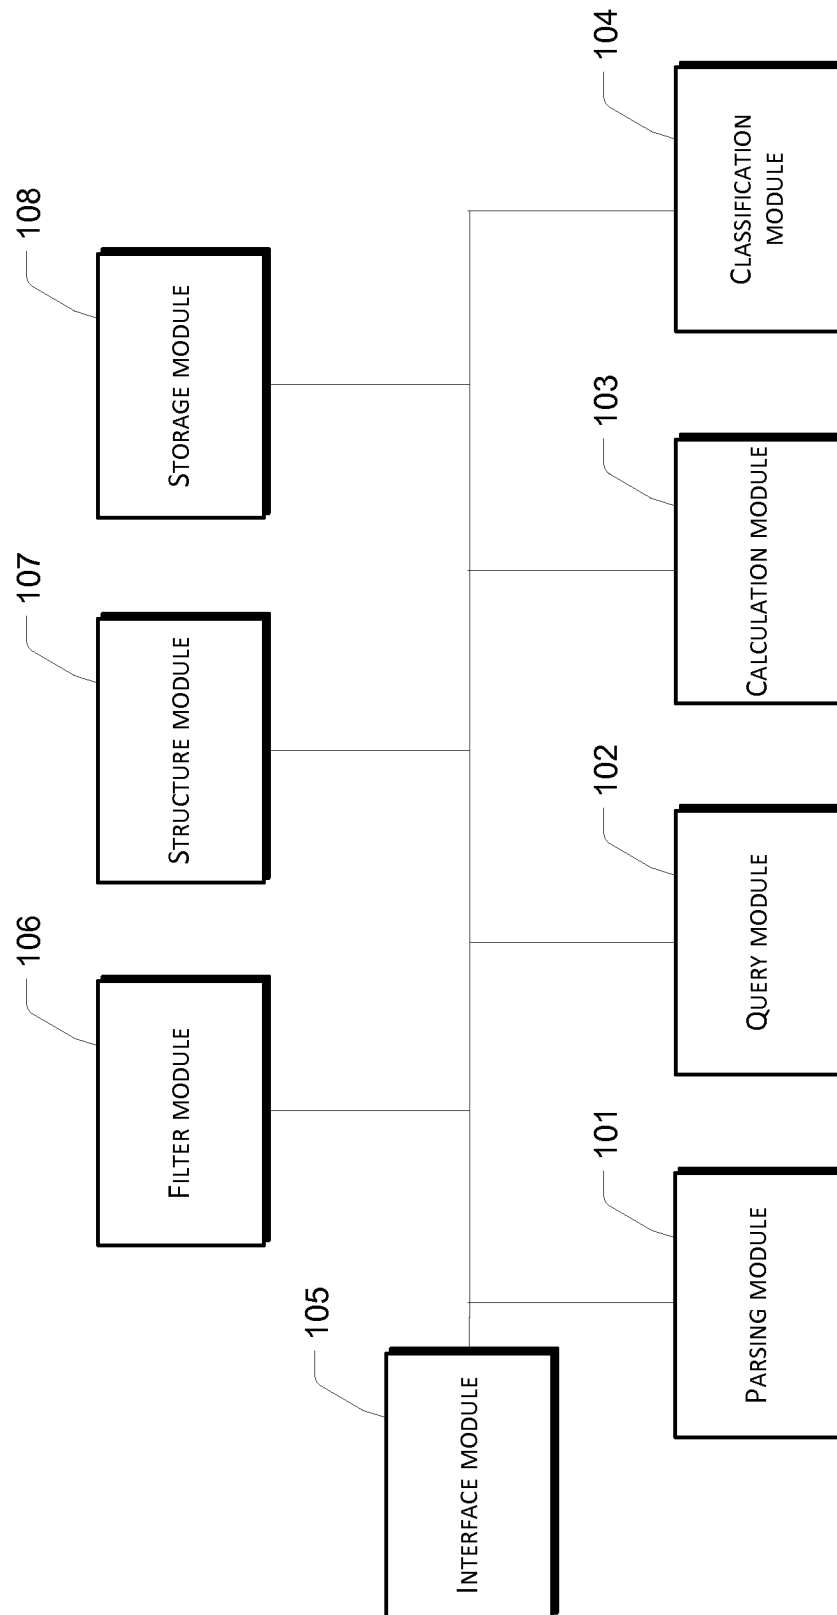 106
FILTER MODULE
107
STRUCTURE MODULE
108
STORAGE MODULE
105
INTERFACE MODULE
101
PARSING MODULE
102
QUERY MODULE
103
CALCULATION MODULE
104
CLASSIFICATION
MODULE